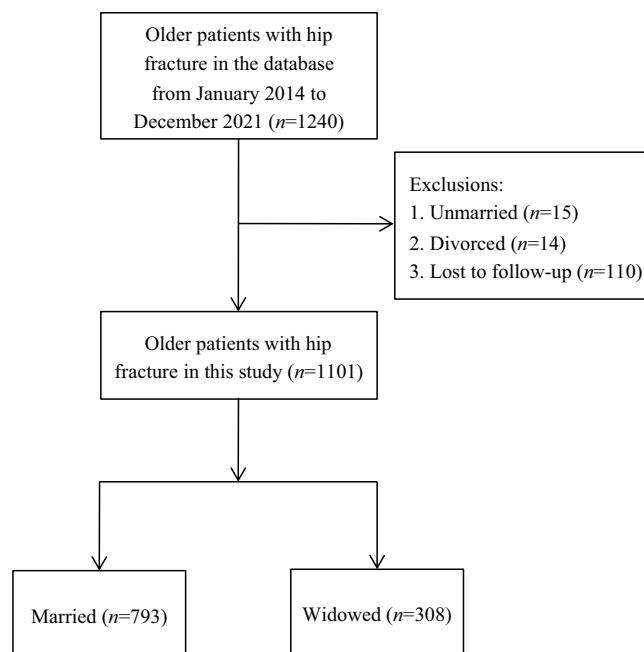 Older patients with hip
fracture in the database
from January 2014 to
December 2021 (n=1240)
Exclusions:
1. Unmarried (n=15)
2. Divorced (n=14)
3. Lost to follow-up (n=110)
Older patients with hip
fracture in this study (n=1101)
Married (n=793)
Widowed (n=308)